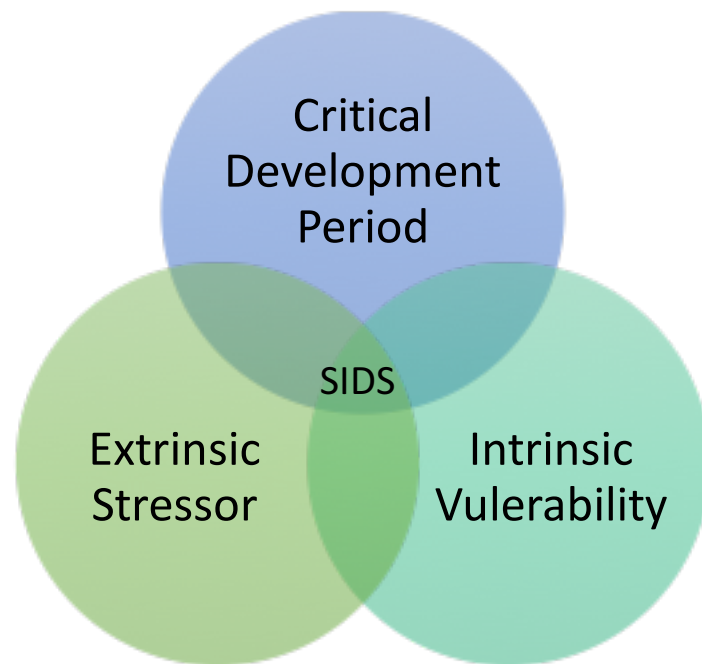 Critical
Development
Period
SIDS
Extrinsic
Stressor
Intrinsic
Vulerability